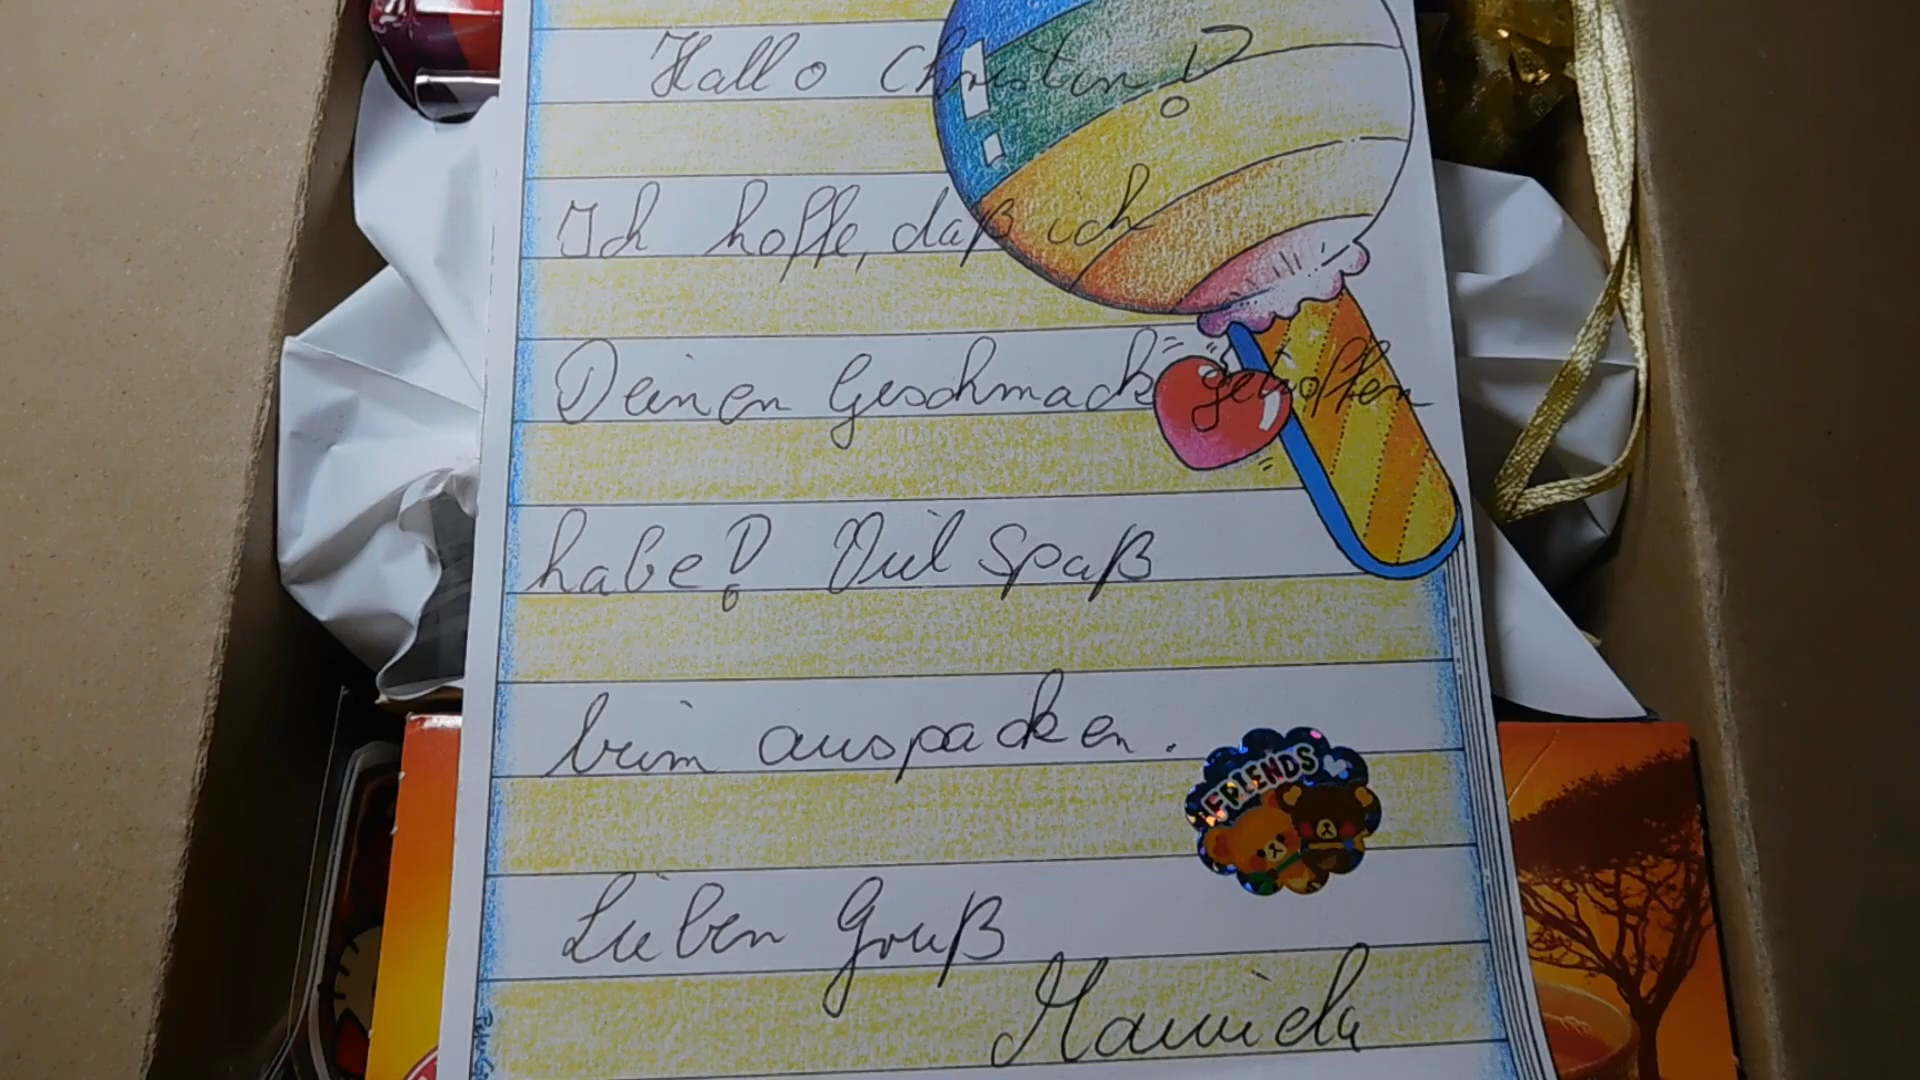 Hallo Christin!
Ich hoffe, daß ich
Deinen Geschmack getroffen
habe! Viel Spaß
beim auspacken.
FRIENDS
Lieben Gruß
Manuela